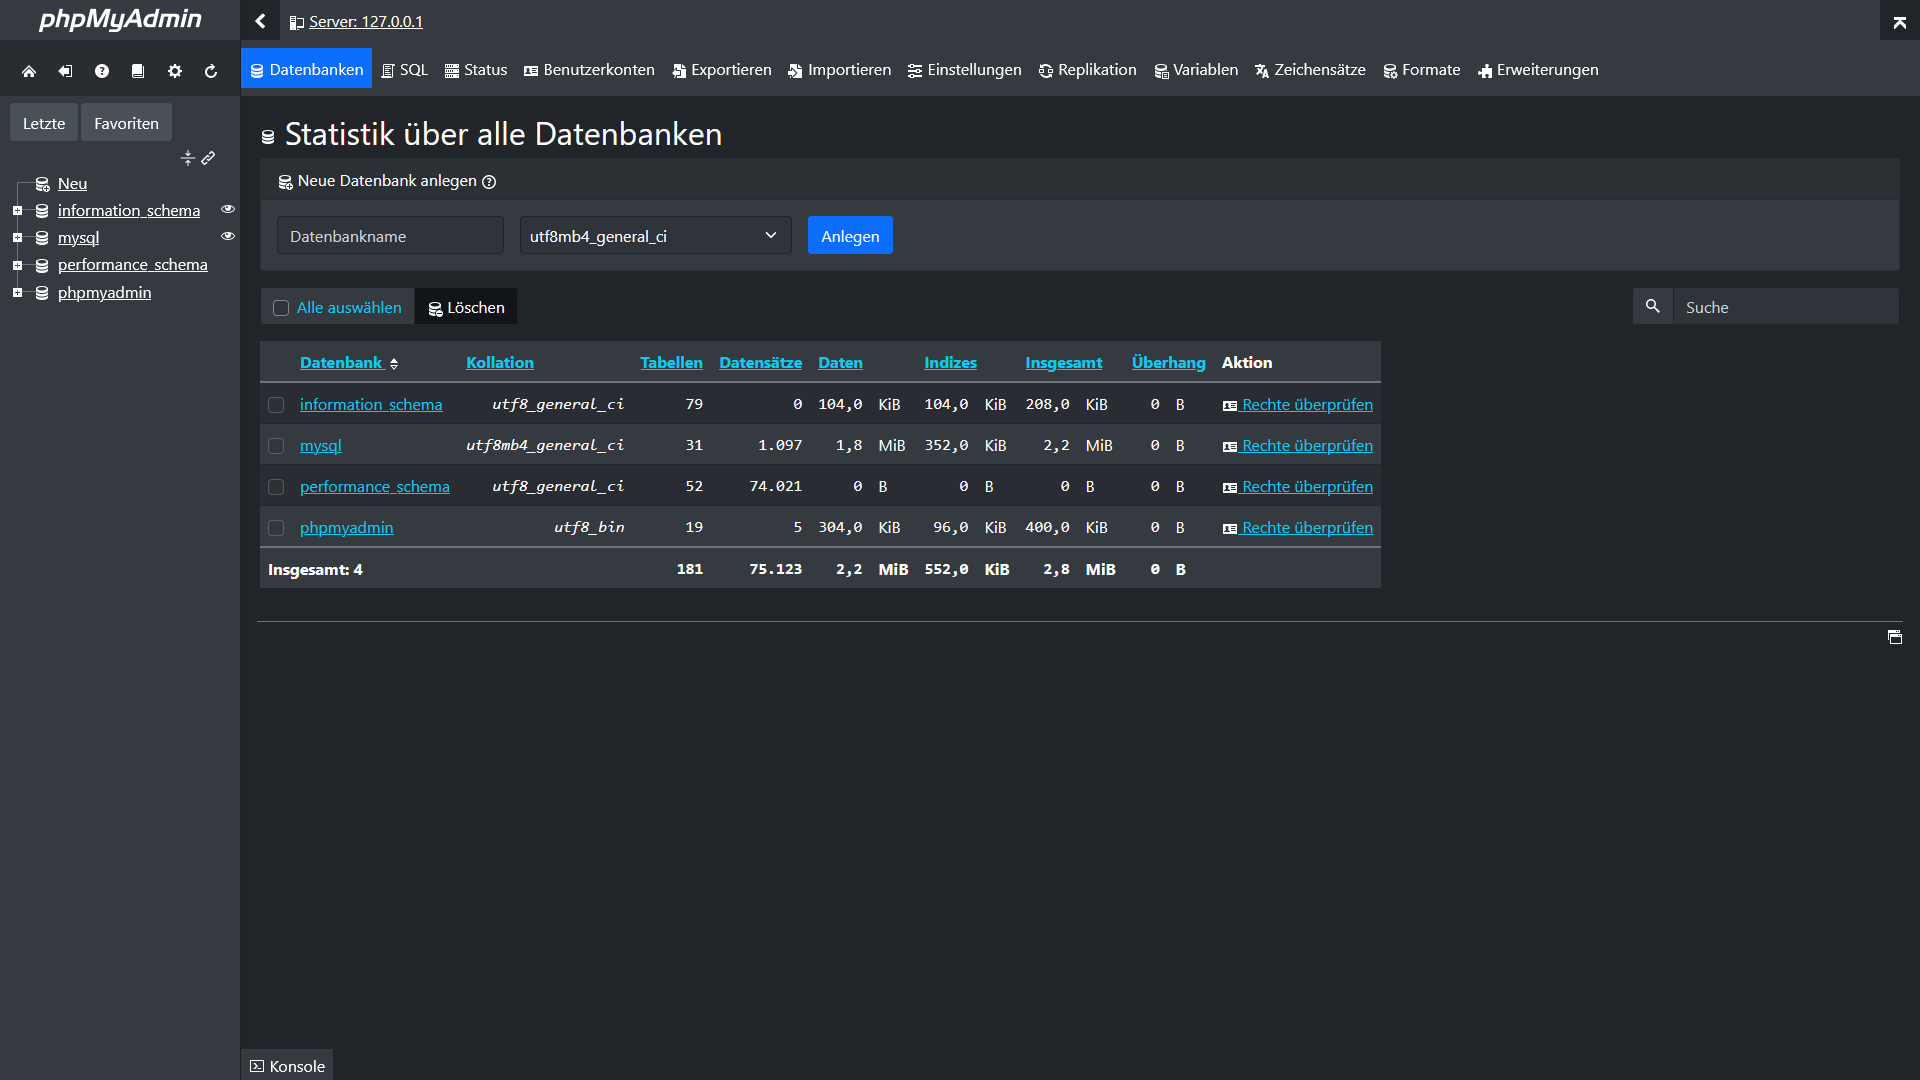 phpMyAdmin
Server: 127.0.0.1
Datenbanken SQL Status Benutzerkonten Exportieren Importieren Einstellungen Replikation Variablen Zeichensätze Formate Erweiterungen
Letzte Favoriten
Neu
information_schema
mysql
performance_schema
phpmyadmin
Statistik über alle Datenbanken
Neue Datenbank anlegen
Datenbankname utf8mb4_general_ci Anlegen
Alle auswählen Löschen Suche
Datenbank Kollation Tabellen Datensätze Daten Indizes Insgesamt Überhang Aktion
information_schema utf8_general_ci 79 0 104,0 KiB 104,0 KiB 208,0 KiB 0 B Rechte überprüfen
mysql utf8mb4_general_ci 31 1.097 1,8 MiB 352,0 KiB 2,2 MiB 0 B Rechte überprüfen
performance_schema utf8_general_ci 52 74.021 0 B 0 B 0 B 0 B Rechte überprüfen
phpmyadmin utf8_bin 19 5 304,0 KiB 96,0 KiB 400,0 KiB 0 B Rechte überprüfen
Insgesamt: 4 181 75.123 2,2 MiB 552,0 KiB 2,8 MiB 0 B
Konsole